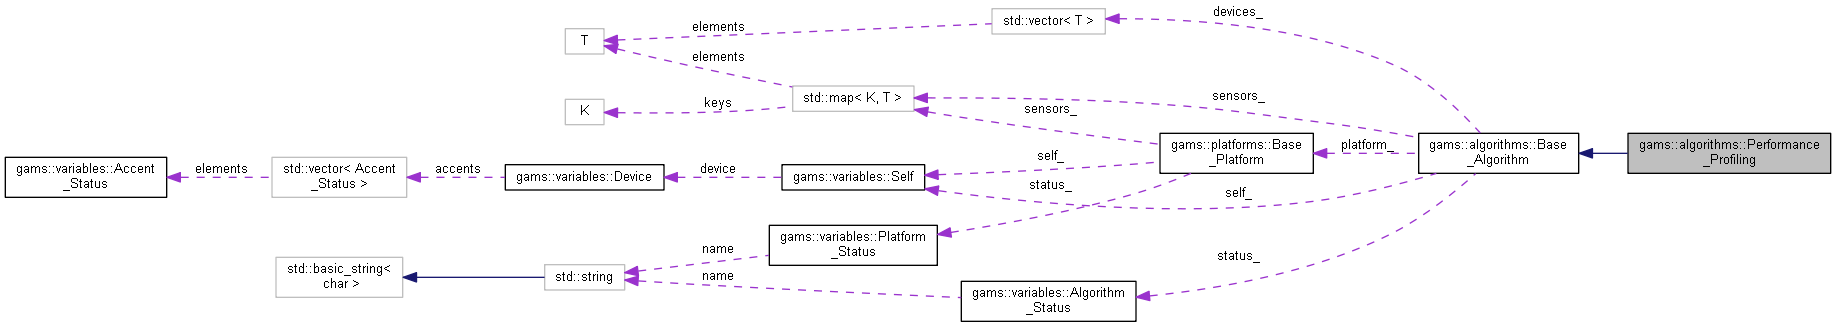 devices_
std::vector< T >
elements
T
elements
std::map< K, T >
keys
K
sensors_
sensors_
gams::platforms::Base
_Platform
platform_
gams::algorithms::Base
_Algorithm
gams::algorithms::Performance
_Profiling
self_
gams::variables::Accent
_Status
elements
std::vector< Accent
_Status >
accents
gams::variables::Device
device
gams::variables::Self
status_
self_
gams::variables::Platform
_Status
name
std::basic_string<
char >
std::string
name
status_
gams::variables::Algorithm
_Status